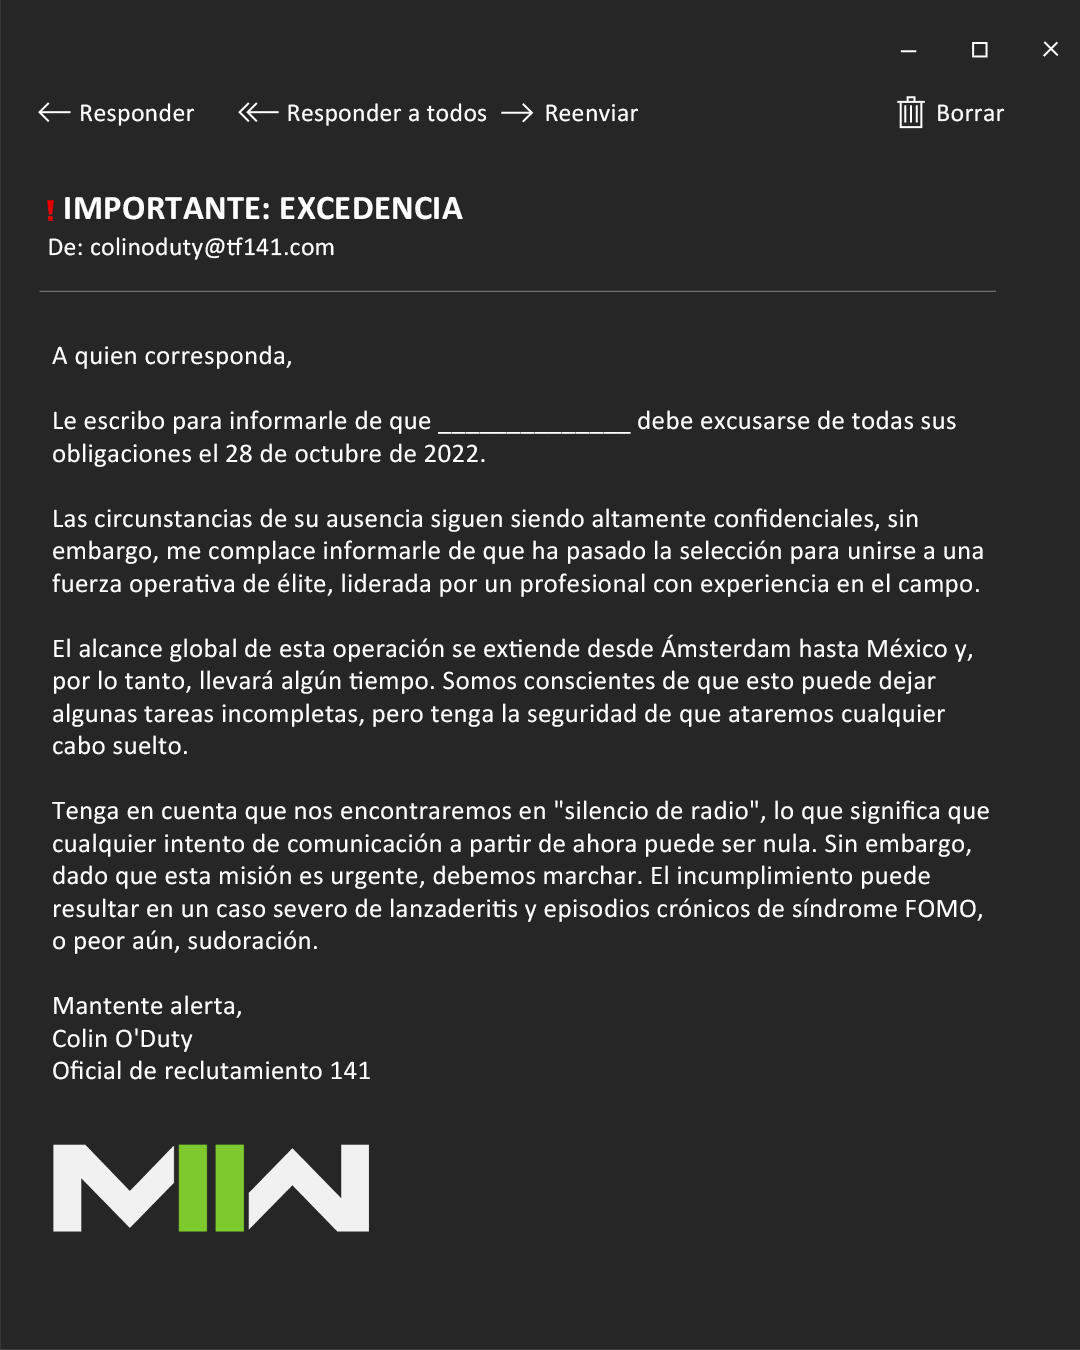 Responder Responder a todos Reenviar Borrar
! IMPORTANTE: EXCEDENCIA
De: colinoduty@tf141.com
A quien corresponda,
Le escribo para informarle de que ______________ debe excusarse de todas sus
obligaciones el 28 de octubre de 2022.
Las circunstancias de su ausencia siguen siendo altamente confidenciales, sin
embargo, me complace informarle de que ha pasado la selección para unirse a una
fuerza operativa de élite, liderada por un profesional con experiencia en el campo.
El alcance global de esta operación se extiende desde Ámsterdam hasta México y,
por lo tanto, llevará algún tiempo. Somos conscientes de que esto puede dejar
algunas tareas incompletas, pero tenga la seguridad de que ataremos cualquier
cabo suelto.
Tenga en cuenta que nos encontraremos en "silencio de radio", lo que significa que
cualquier intento de comunicación a partir de ahora puede ser nula. Sin embargo,
dado que esta misión es urgente, debemos marchar. El incumplimiento puede
resultar en un caso severo de lanzaderitis y episodios crónicos de síndrome FOMO,
o peor aún, sudoración.
Mantente alerta,
Colin O'Duty
Oficial de reclutamiento 141
MIIW